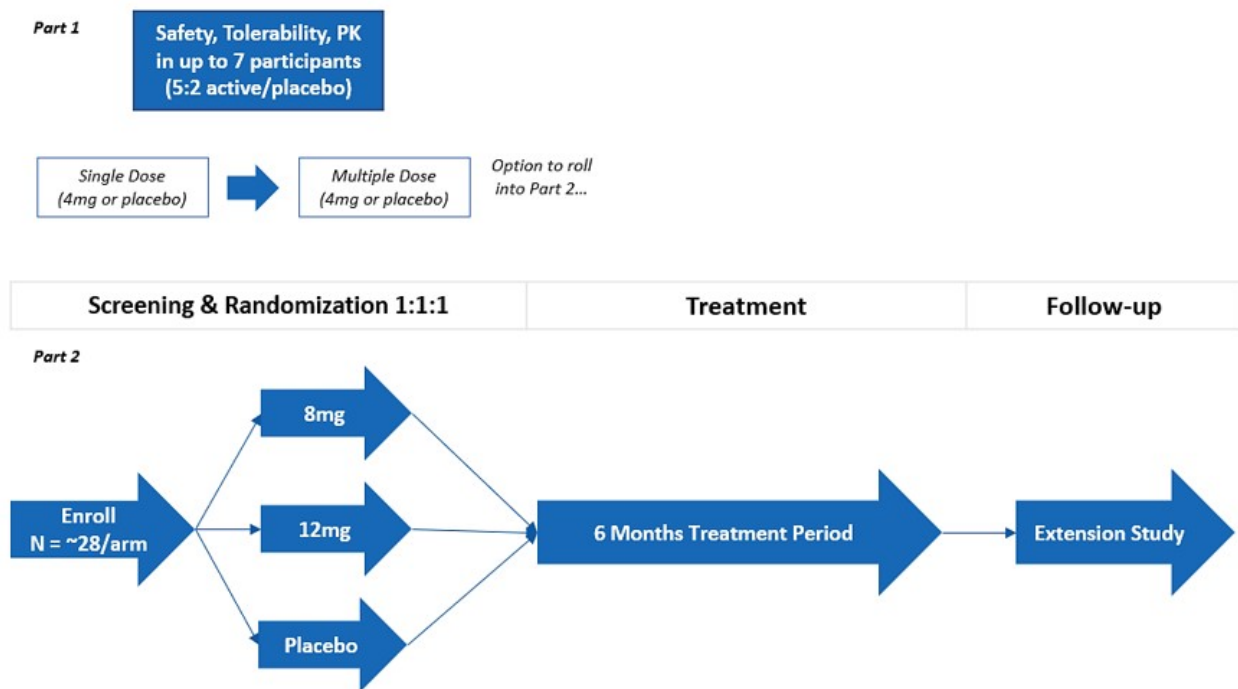 Part 1
Safety, Tolerability, PK
in up to 7 participants
(5:2 active/placebo)
Single Dose
(4mg or placebo)
Multiple Dose
(4mg or placebo)
Option to roll
into Part 2...
Screening & Randomization 1:1:1
Treatment
Follow-up
Part 2
Enroll
N = ~28/arm
8mg
12mg
Placebo
6 Months Treatment Period
Extension Study